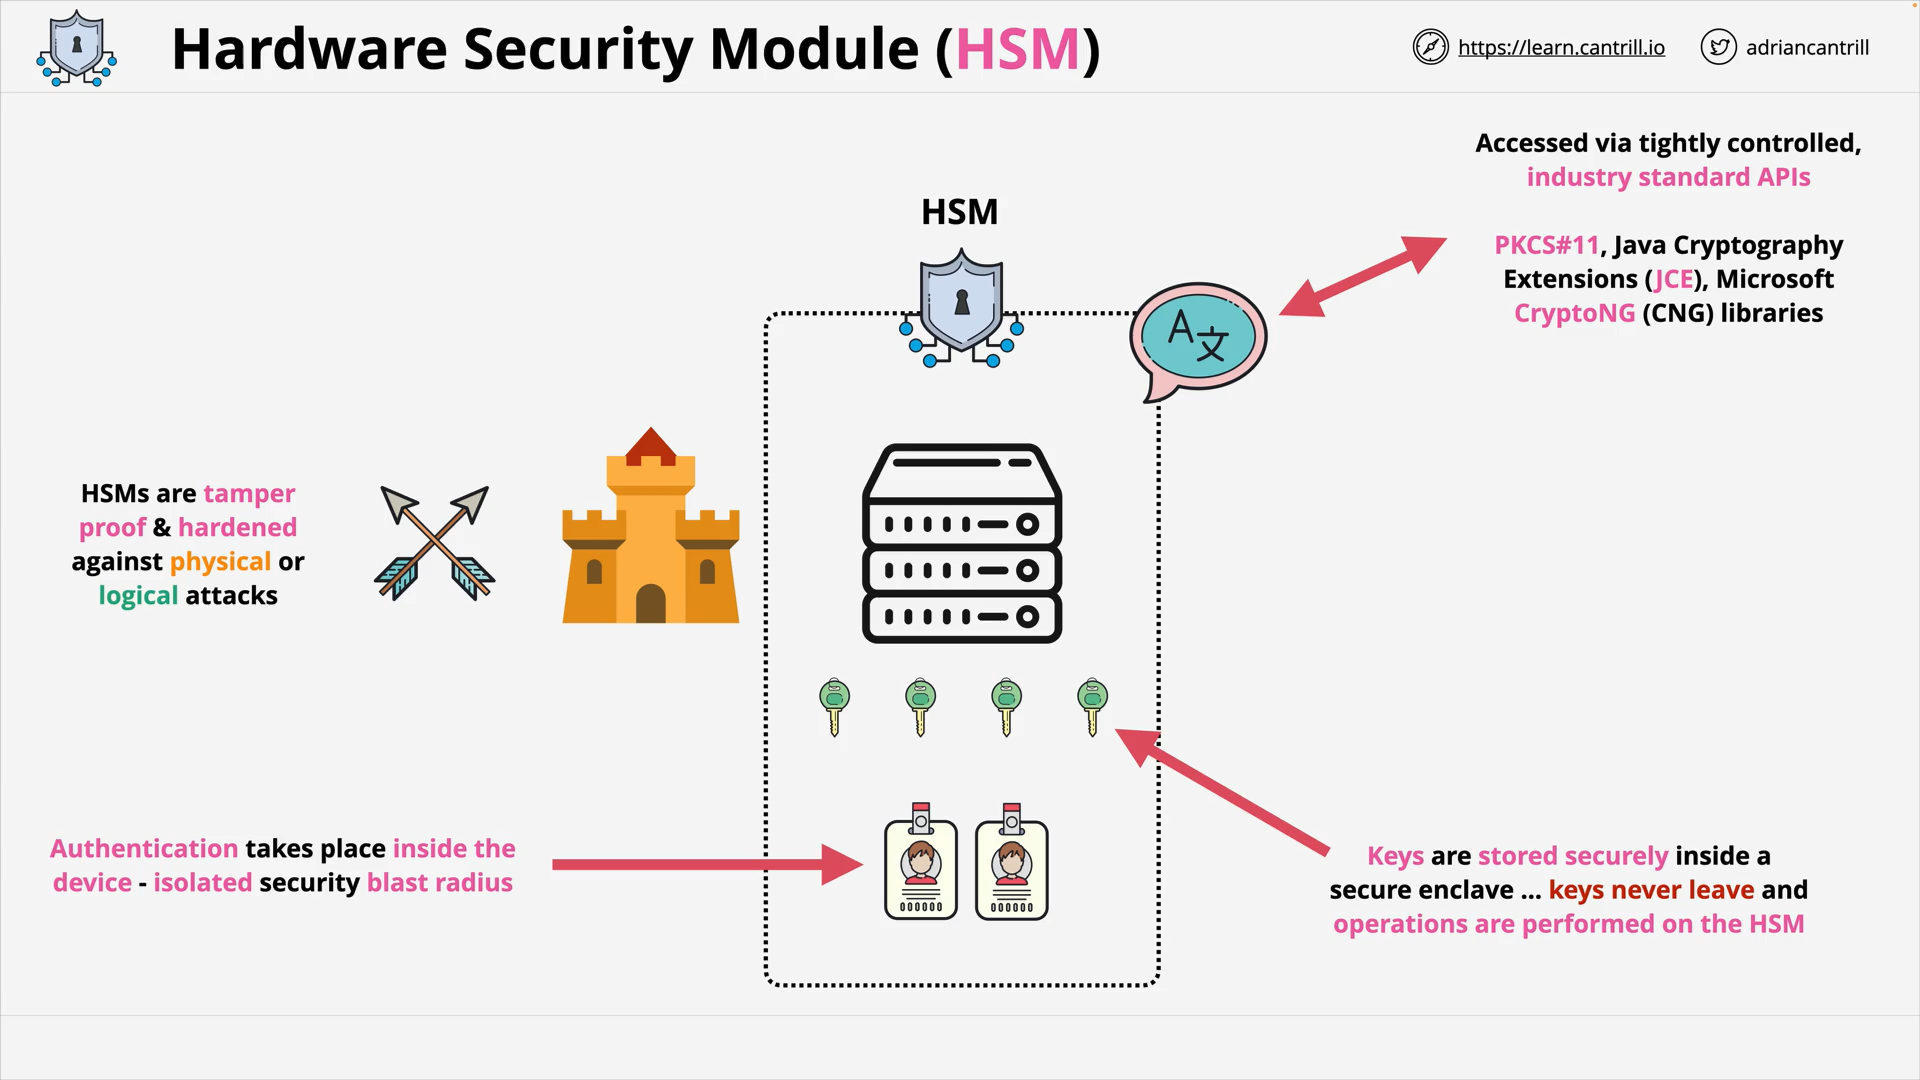 Hardware Security Module (HSM)
https://learn.cantrill.io
adriancantrill
Accessed via tightly controlled,
industry standard APIs
PKCS#11, Java Cryptography
Extensions (JCE), Microsoft
CryptoNG (CNG) libraries
HSM
A文
HSMs are tamper
proof & hardened
against physical or
logical attacks
Authentication takes place inside the
device - isolated security blast radius
Keys are stored securely inside a
secure enclave ... keys never leave and
operations are performed on the HSM